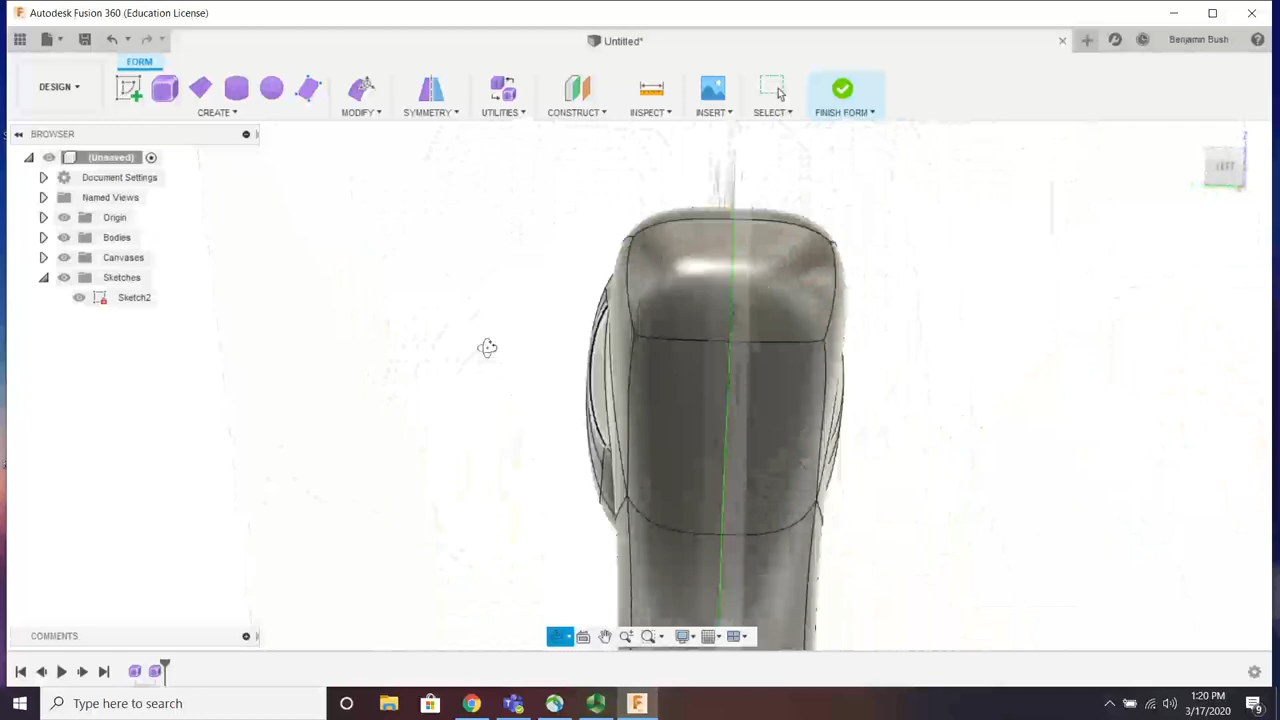 Autodesk Fusion 360 (Education License)
Untitled*
Benjamin Bush
FORM
DESIGN
CREATE
MODIFY
SYMMETRY
UTILITIES
CONSTRUCT
INSPECT
INSERT
SELECT
FINISH FORM
BROWSER
(Unsaved)
Document Settings
Named Views
Origin
Bodies
Canvases
Sketches
Sketch2
LEFT
Z
COMMENTS
Type here to search
1:20 PM
3/17/2020
9